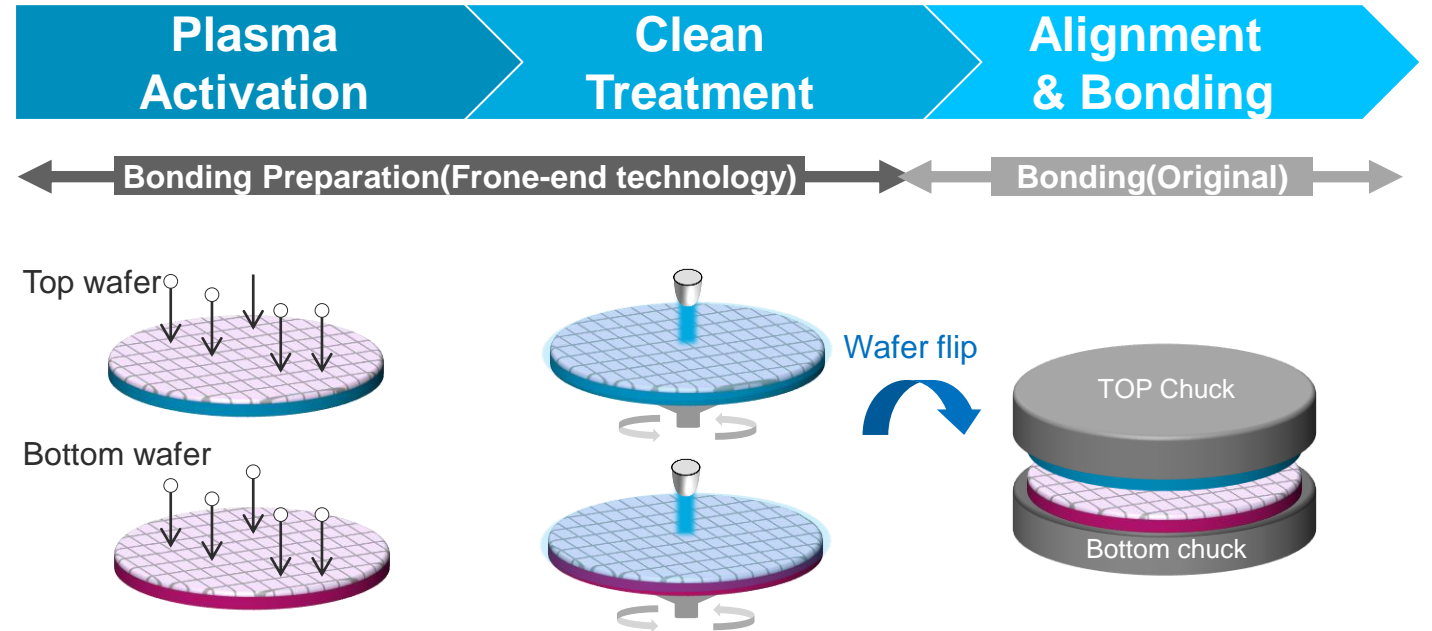 Plasma
Activation
Clean
Treatment
Alignment
& Bonding
Bonding Preparation(Frone-end technology)
Bonding(Original)
Top wafer
Wafer flip
TOP Chuck
Bottom wafer
Bottom chuck